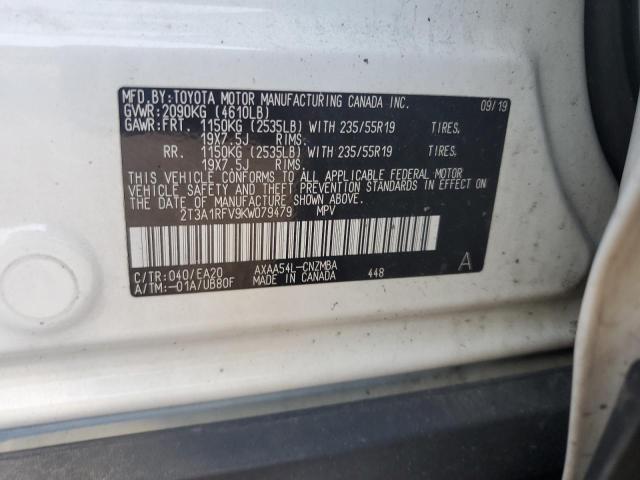 MFD.BY:TOYOTA MOTOR MANUFACTURING CANADA INC. 09/19
GVWR:2090KG (4610LB)
GAWR:FRT. 1150KG (2535LB) WITH 235/55R19 TIRES,
19X7.5J RIMS.
RR. 1150KG (2535LB) WITH 235/55R19 TIRES,
19X7.5J RIMS.
THIS VEHICLE CONFORMS TO ALL APPLICABLE FEDERAL MOTOR
VEHICLE SAFETY AND THEFT PREVENTION STANDARDS IN EFFECT ON
THE DATE OF MANUFACTURE SHOWN ABOVE.
2T3A1RFV9KW079479 MPV
C/TR:040/EA20 AXAA54L-CNZMBA 448 A
A/TM:-01A/UB80F MADE IN CANADA